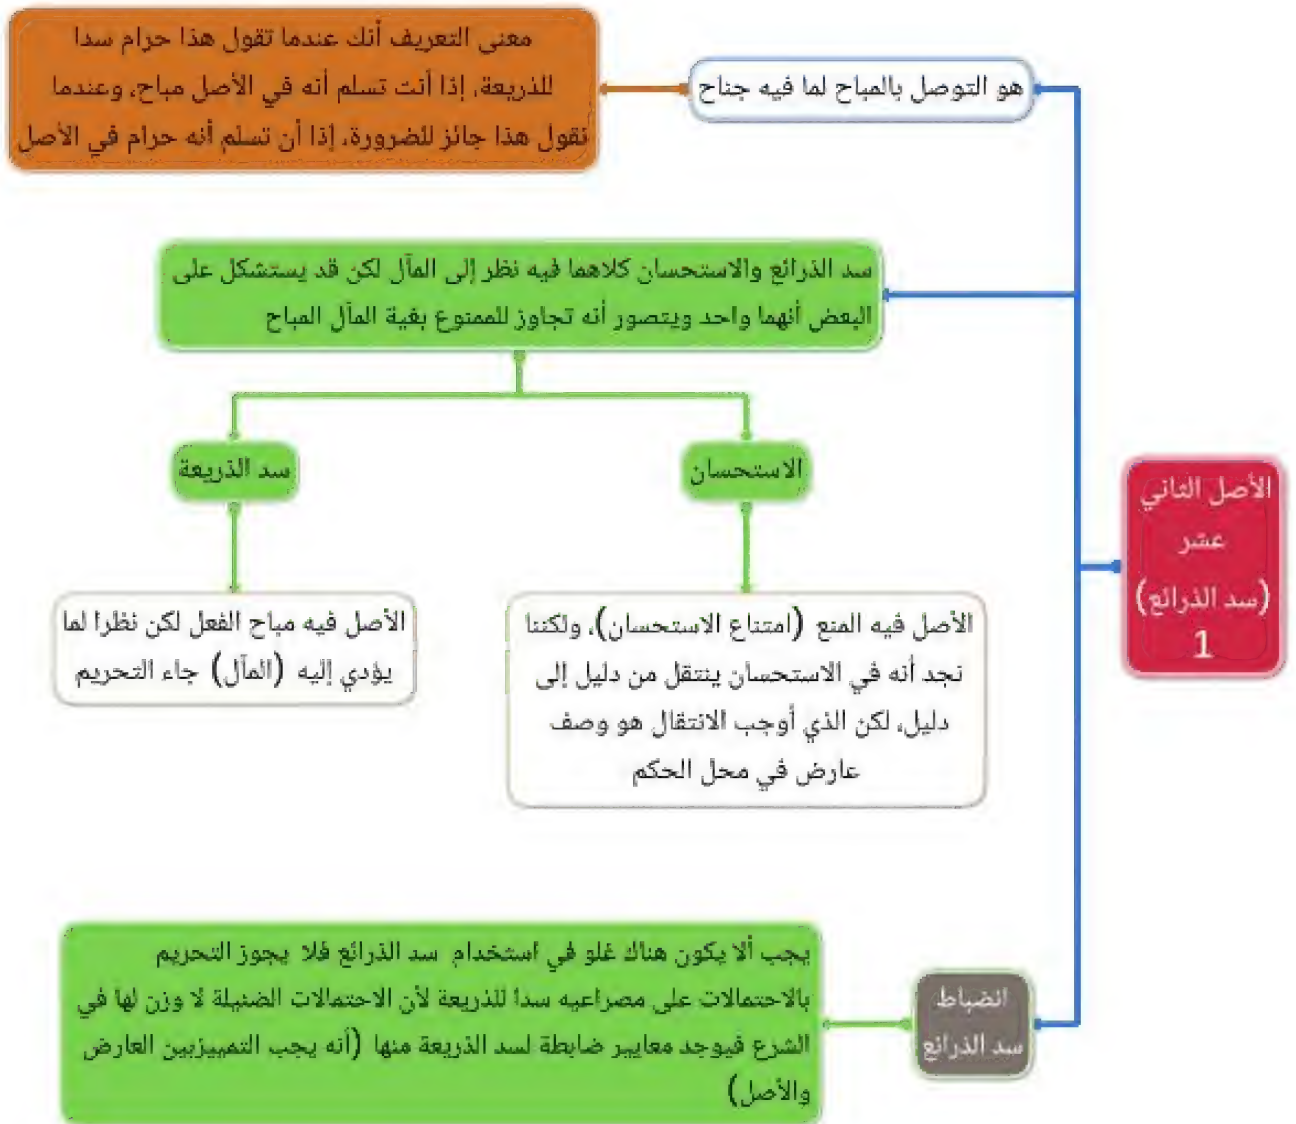 الأصل الثاني
عشر
(سد الذرائع)
1
هو التوصل بالمباح لما فيه جناح
معنى التعريف أنك عندما تقول هذا حرام سدا
للذريعة، إذا أنت تسلم أنه في الأصل مباح، وعندما
تقول هذا جائز للضرورة، إذا أن تسلم أنه حرام في الأصل
سد الذرائع والاستحسان كلاهما فيه نظر إلى المآل لكن قد يستشكل على
البعض أنهما واحد ويتصور أنه تجاوز للممنوع بغية المآل المباح
الاستحسان
الأصل فيه المنع (امتناع الاستحسان)، ولكننا
نجد أنه في الاستحسان ينتقل من دليل إلى
دليل، لكن الذي أوجب الانتقال هو وصف
عارض في محل الحكم
سد الذريعة
الأصل فيه مباح الفعل لكن نظرا لما
يؤدي إليه (المآل) جاء التحريم
انضباط
سد الذرائع
يجب ألا يكون هناك غلو في استخدام سد الذرائع فلا يجوز التحريم
بالاحتمالات على مصراعيه سدا للذريعة لأن الاحتمالات الضئيلة لا وزن لها في
الشرع فيوجد معايير ضابطة لسد الذريعة منها (أنه يجب التمييزبين العارض
والأصل)